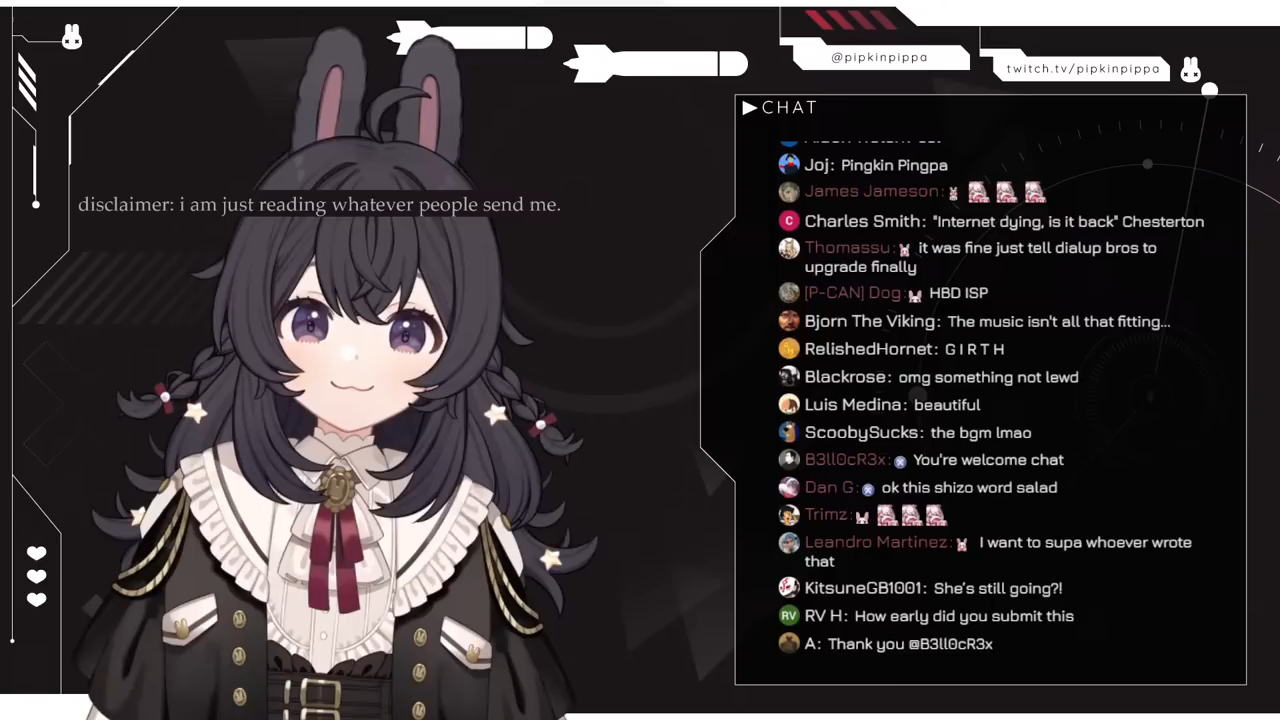 @pipkinpippa
twitch.tv/pipkinpippa
▶CHAT
Joj: Pingkin Pingpa
James Jameson:
disclaimer: i am just reading whatever people send me.
C Charles Smith: "Internet dying, is it back" Chesterton
Thomassu: it was fine just tell dialup bros to
upgrade finally
[P-CAN] Dog: HBD ISP
Bjorn The Viking: The music isn't all that fitting...
RelishedHornet: G I R T H
Blackrose: omg something not lewd
Luis Medina: beautiful
ScoobySucks: the bgm lmao
B3ll0cR3x: You're welcome chat
Dan G: ok this shizo word salad
Trimz:
Leandro Martinez: I want to supa whoever wrote
that
KitsuneGB1001: She's still going?!
RV RV H: How early did you submit this
A: Thank you @B3ll0cR3x